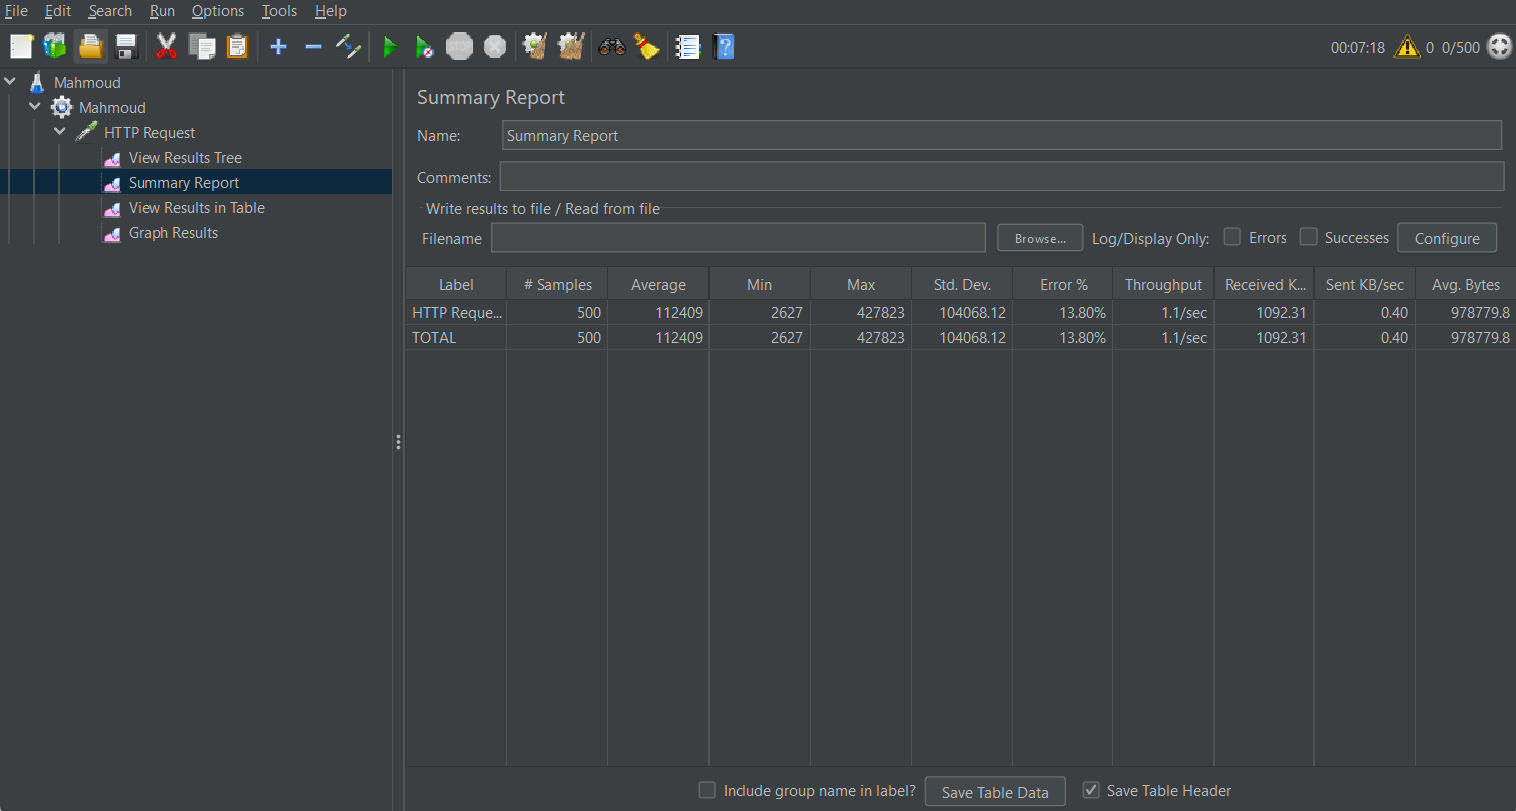 File Edit Search Run Options Tools Help
STOP
00:07:18 0 0/500
Mahmoud
Mahmoud
HTTP Request
View Results Tree
Summary Report
View Results in Table
Graph Results
Summary Report
Name: Summary Report
Comments:
Write results to file / Read from file
Filename Browse... Log/Display Only: Errors Successes Configure
Label # Samples Average Min Max Std. Dev. Error % Throughput Received K... Sent KB/sec Avg. Bytes
HTTP Reque... 500 112409 2627 427823 104068.12 13.80% 1.1/sec 1092.31 0.40 978779.8
TOTAL 500 112409 2627 427823 104068.12 13.80% 1.1/sec 1092.31 0.40 978779.8
Include group name in label? Save Table Data Save Table Header